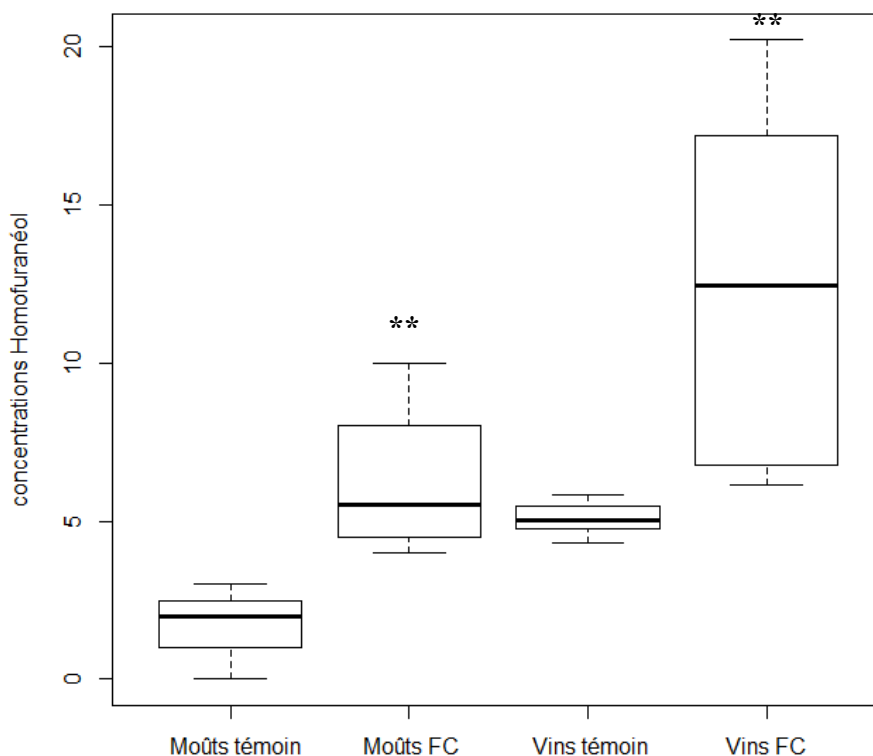 **
20
15
**
10
5
0
concentrations Homofuranéol
Moûts témoin
Moûts FC
Vins témoin
Vins FC